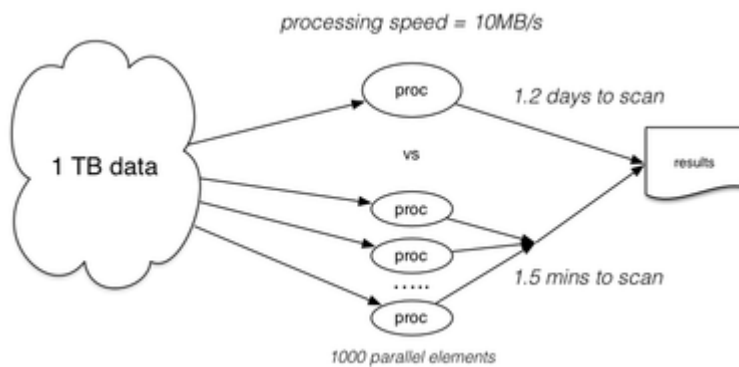 processing speed = 10MB/s
proc
1.2 days to scan
1 TB data
vs
results
proc
proc
.....
1.5 mins to scan
proc
1000 parallel elements